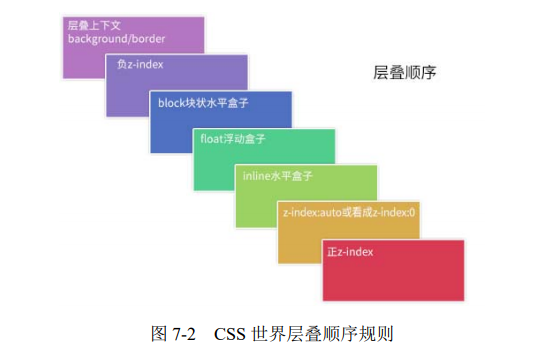 层叠上下文
background/border
负z-index
层叠顺序
block块状水平盒子
float浮动盒子
inline水平盒子
z-index:auto或看成z-index:0
正z-index
图 7-2 CSS 世界层叠顺序规则